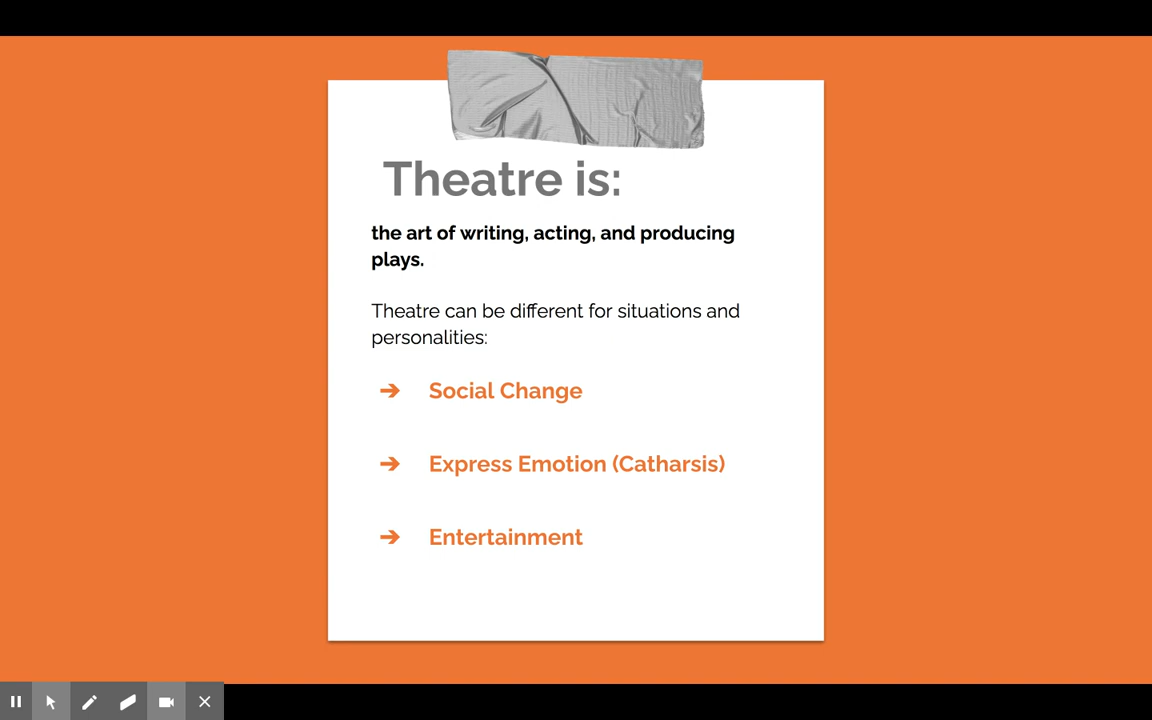 Theatre is:
the art of writing, acting, and producing
plays.
Theatre can be different for situations and
personalities:
➔ Social Change
➔ Express Emotion (Catharsis)
➔ Entertainment